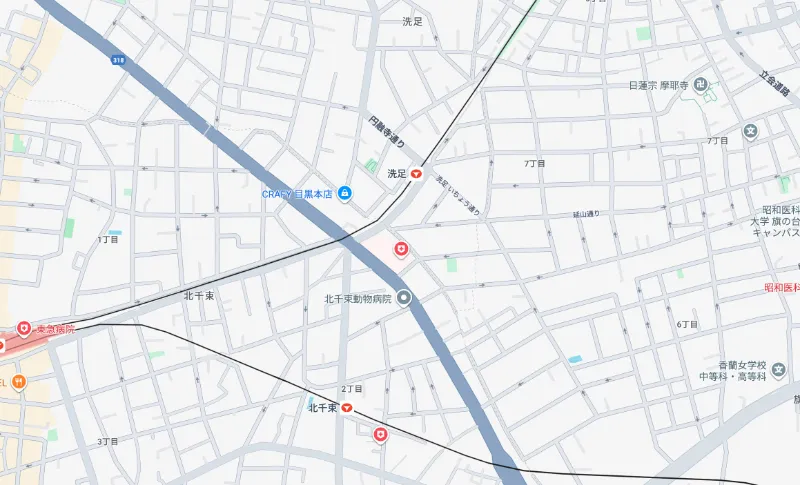 洗足
318
日蓮宗 摩耶寺
立会道路
円融寺通り
7丁目
7丁目
洗足
洗足いちょう通り
CRAFY 目黒本店
荏山通り
昭和医科
大学 旗の台
キャンパス
1丁目
北千束
北千束動物病院
昭和医科
東急病院
6丁目
香蘭女学校
中等科・高等科
EL
2丁目
北千束
旗
3丁目